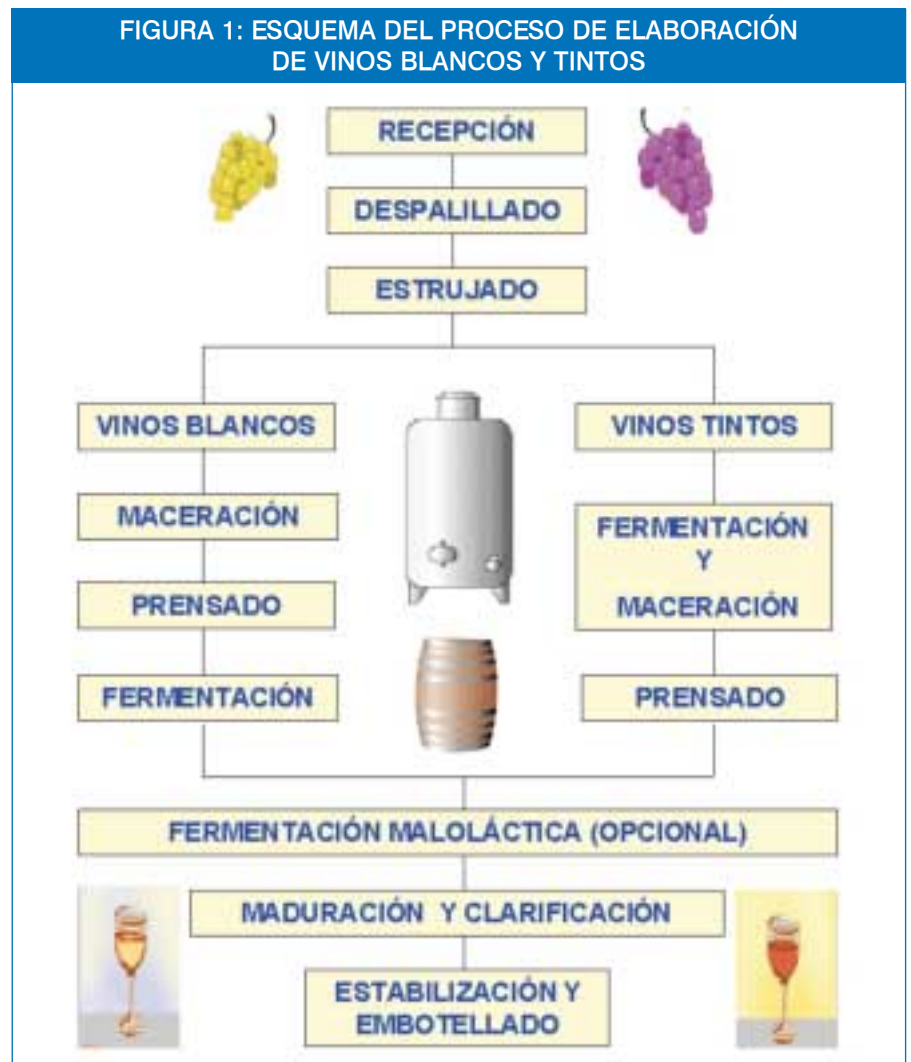 FIGURA 1: ESQUEMA DEL PROCESO DE ELABORACIÓN
DE VINOS BLANCOS Y TINTOS
RECEPCIÓN
DESPALILLADO
ESTRUJADO
VINOS BLANCOS
MACERACIÓN
PRENSADO
FERMENTACIÓN
VINOS TINTOS
FERMENTACIÓN
Y
MACERACIÓN
PRENSADO
FERMENTACIÓN MALOLÁCTICA (OPCIONAL)
MADURACIÓN Y CLARIFICACIÓN
ESTABILIZACIÓN Y
EMBOTELLADO